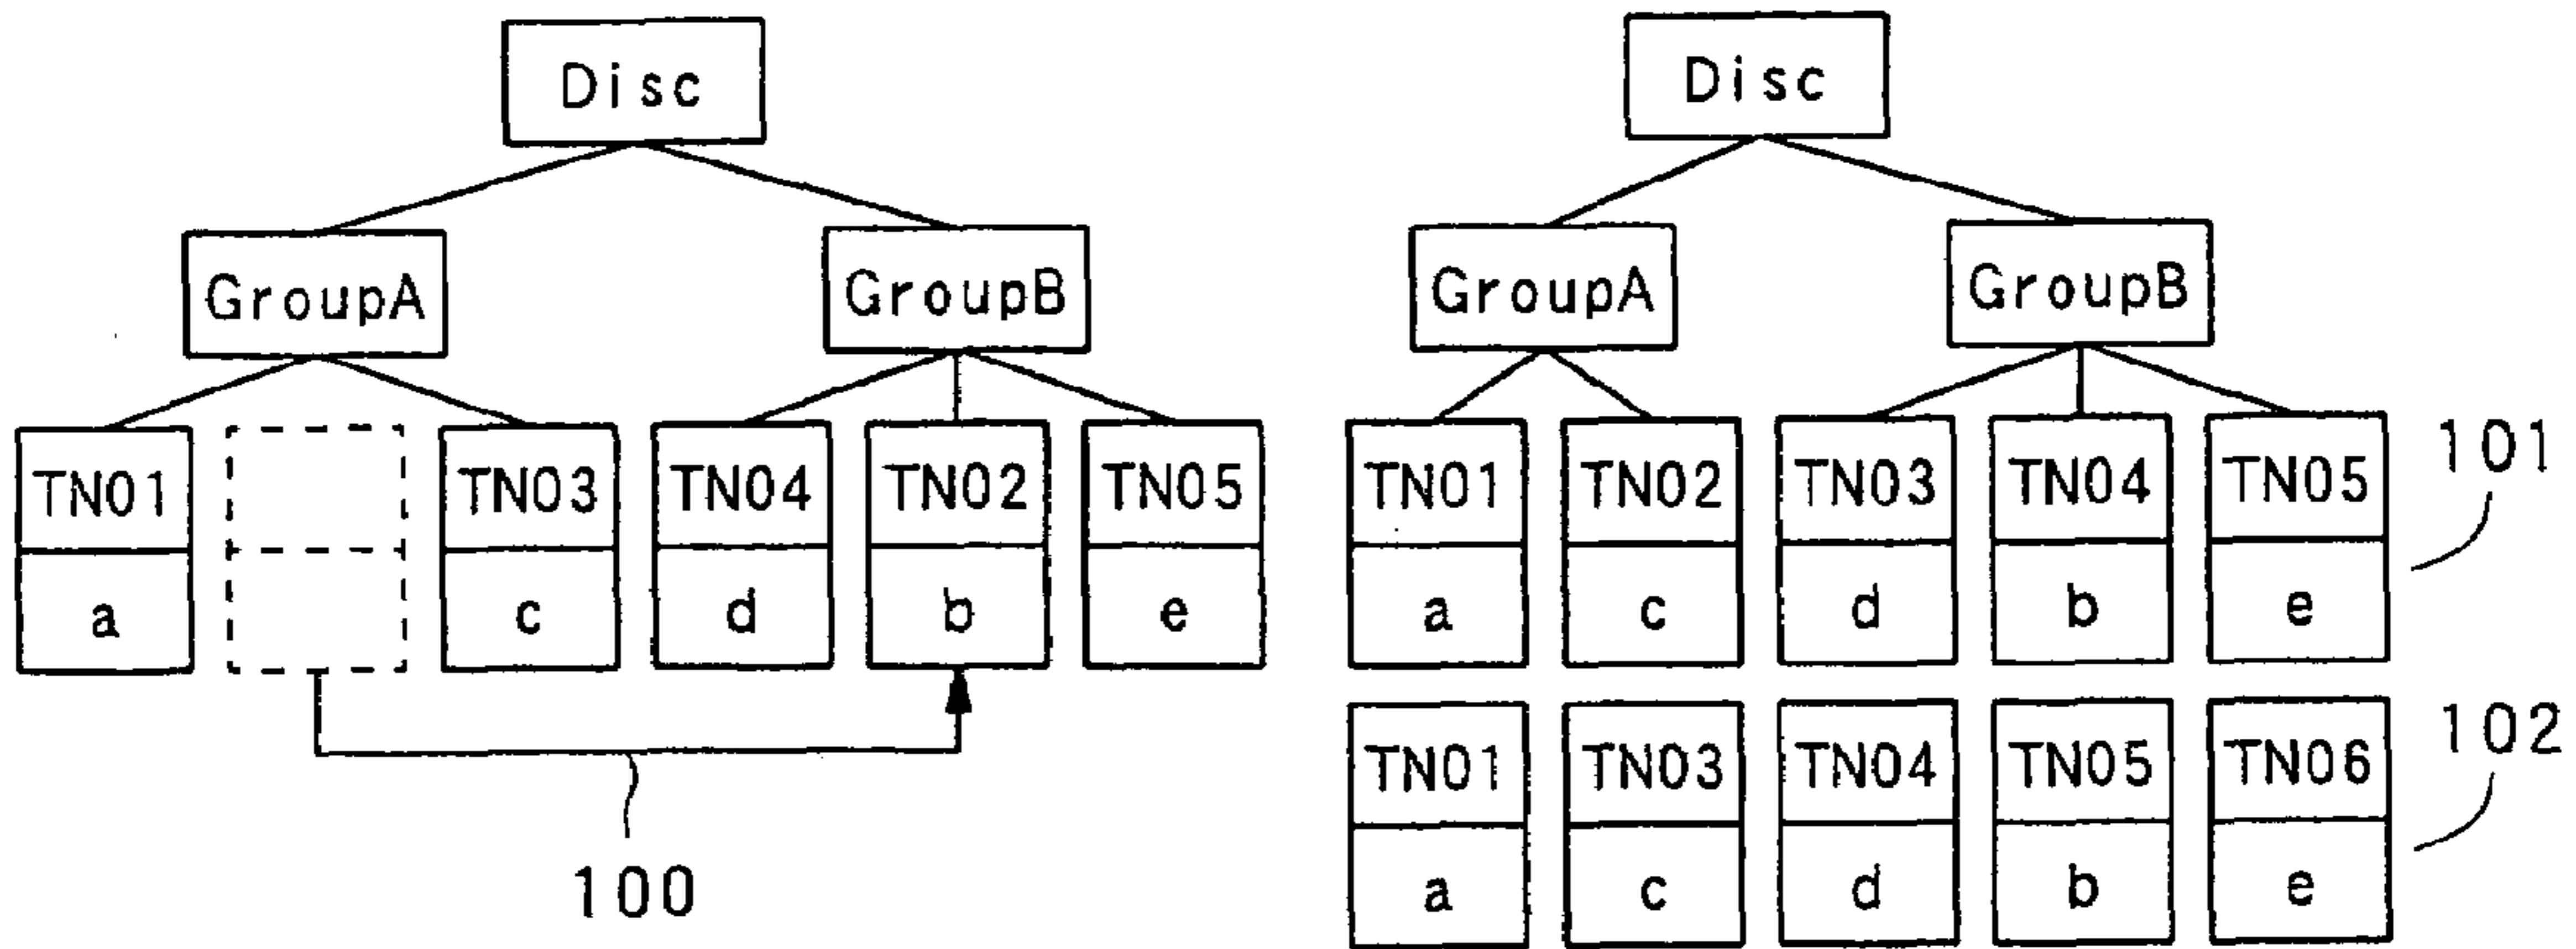 Disc
GroupA GroupB
TN01 TN03 TN04 TN02 TN05
a c d b e
100
Disc
GroupA GroupB
TN01 TN02 TN03 TN04 TN05
a c d b e
101
TN01 TN03 TN04 TN05 TN06
a c d b e
102